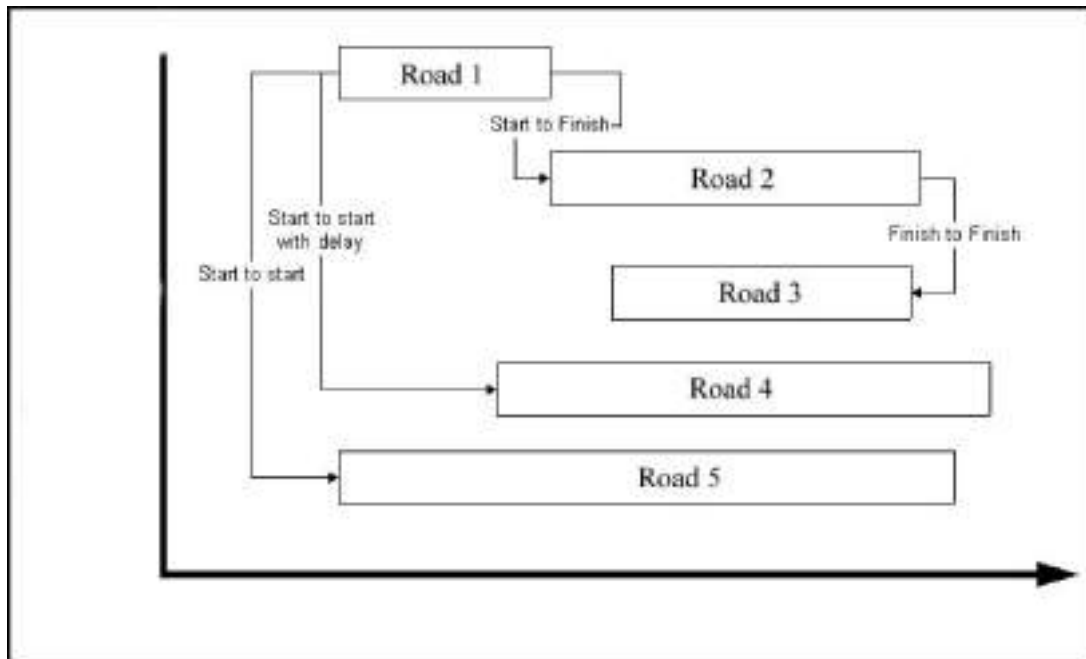 Road 1
Start to Finish
Road 2
Start to start
with delay
Finish to Finish
Start to start
Road 3
Road 4
Road 5